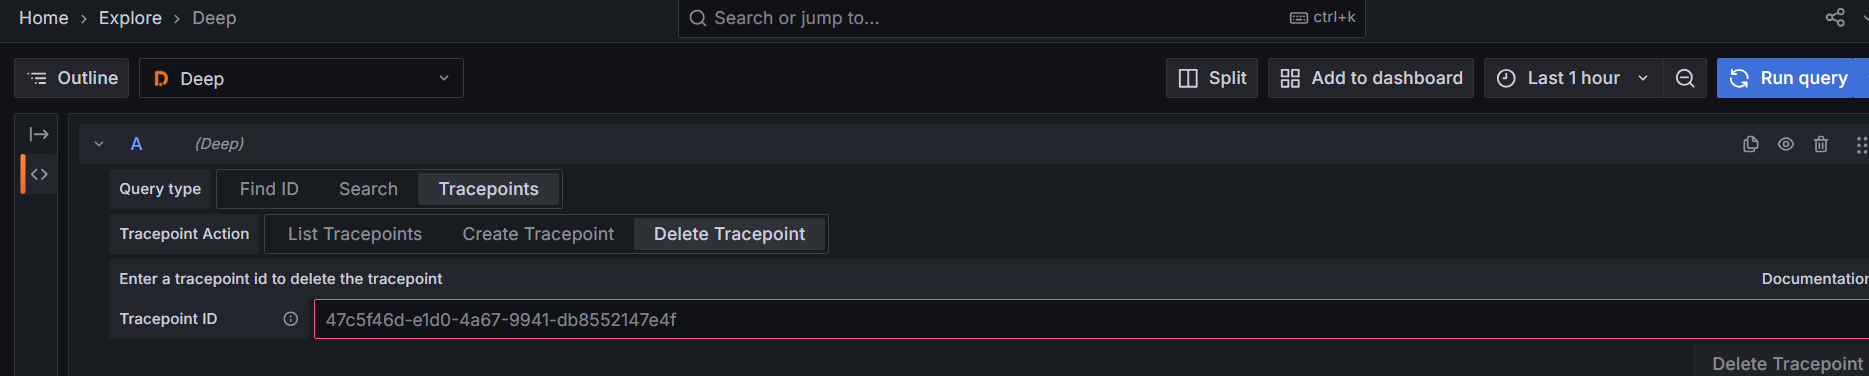 Home › Explore › Deep
Search or jump to...
ctrl+k
Outline
Deep
Split
Add to dashboard
Last 1 hour
Run query
A (Deep)
Query type Find ID Search Tracepoints
Tracepoint Action List Tracepoints Create Tracepoint Delete Tracepoint
Enter a tracepoint id to delete the tracepoint
Documentation
Tracepoint ID 47c5f46d-e1d0-4a67-9941-db8552147e4f
Delete Tracepoint